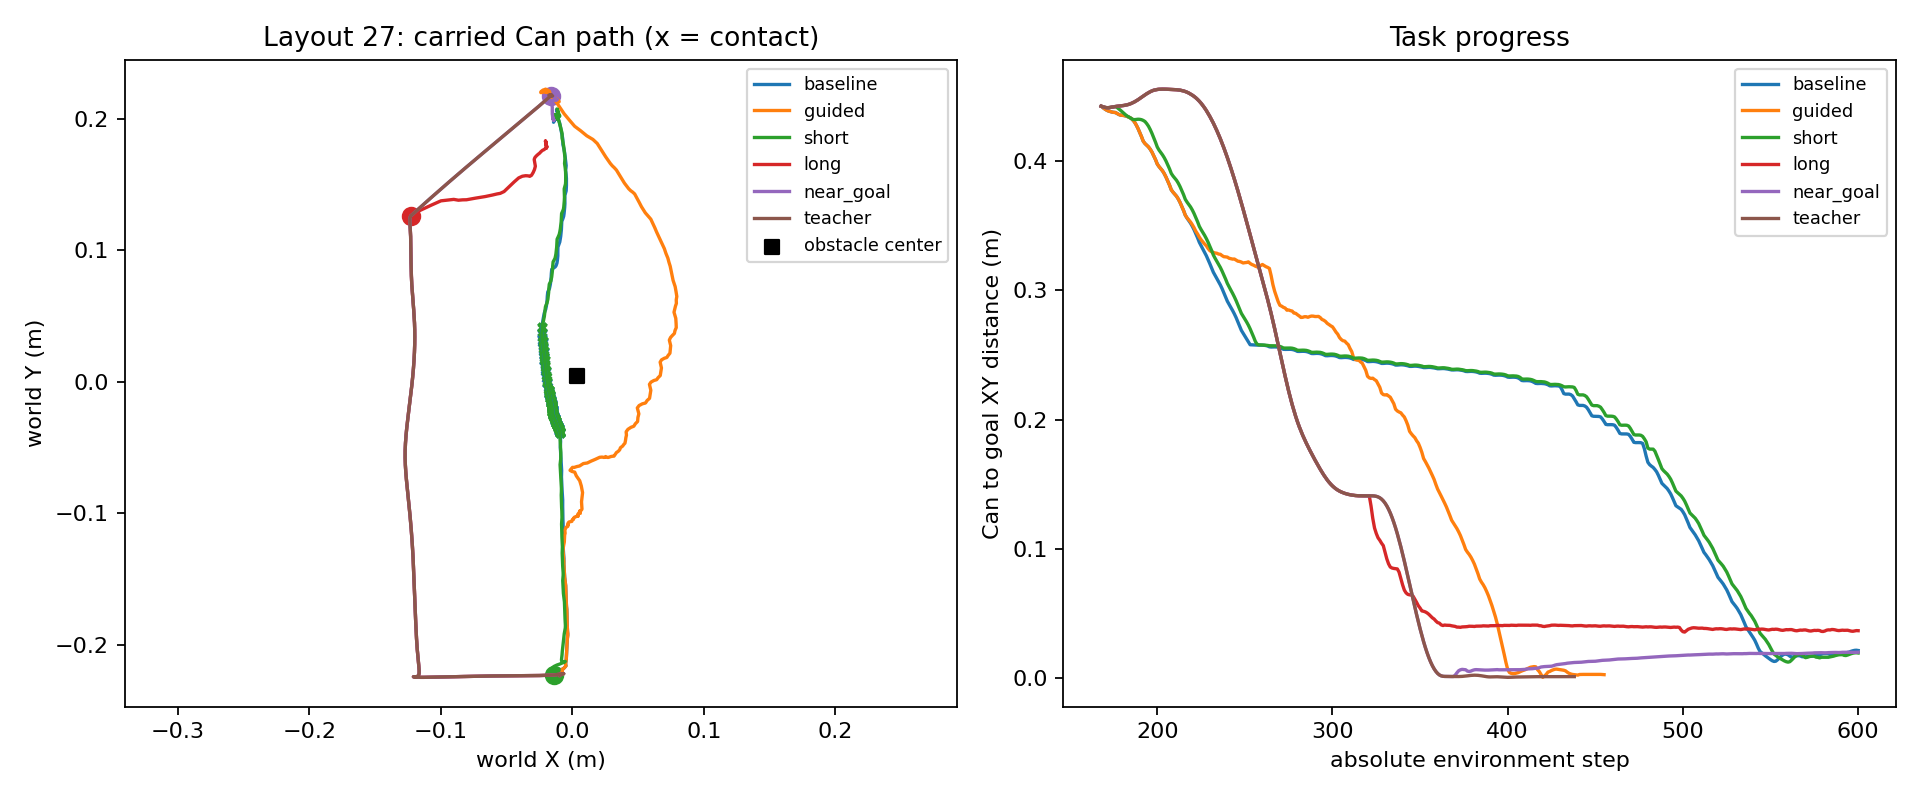 Layout 27: carried Can path (x = contact)
world Y (m)
0.2
0.1
0.0
−0.1
−0.2
−0.3
−0.2
−0.1
0.0
0.1
0.2
world X (m)
baseline
guided
short
long
near_goal
teacher
obstacle center
Task progress
Can to goal XY distance (m)
0.4
0.3
0.2
0.1
0.0
200
300
400
500
600
absolute environment step
baseline
guided
short
long
near_goal
teacher